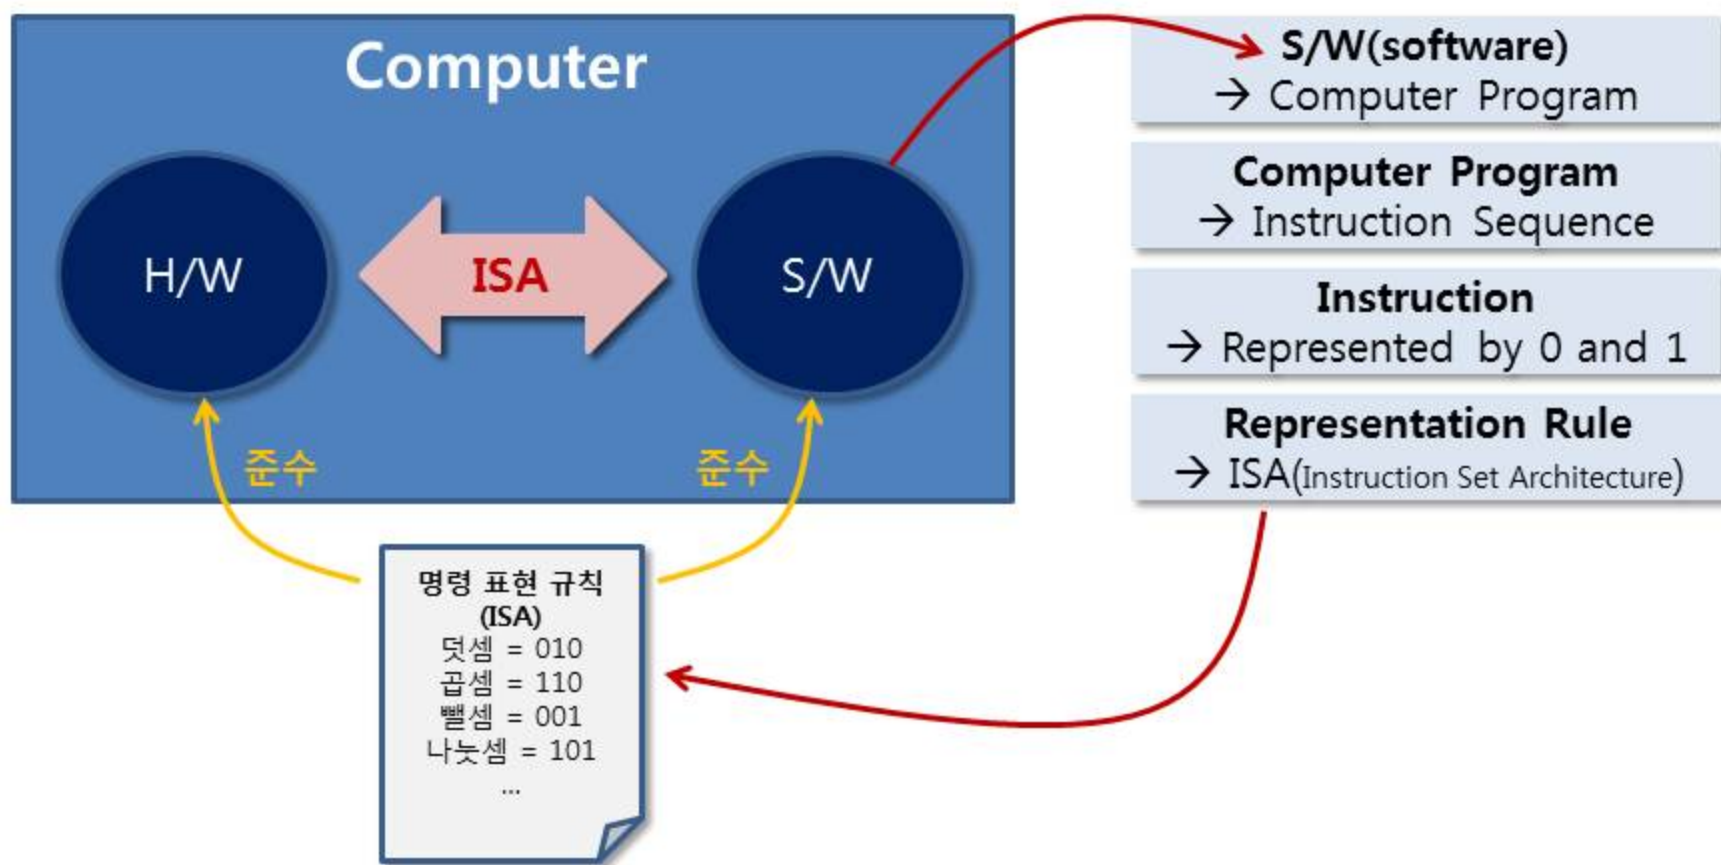 Computer
H/W
ISA
S/W
준수
준수
S/W(software)
→ Computer Program
Computer Program
→ Instruction Sequence
Instruction
→ Represented by 0 and 1
Representation Rule
→ ISA(Instruction Set Architecture)
명령 표현 규칙
(ISA)
덧셈 = 010
곱셈 = 110
뺄셈 = 001
나눗셈 = 101
...